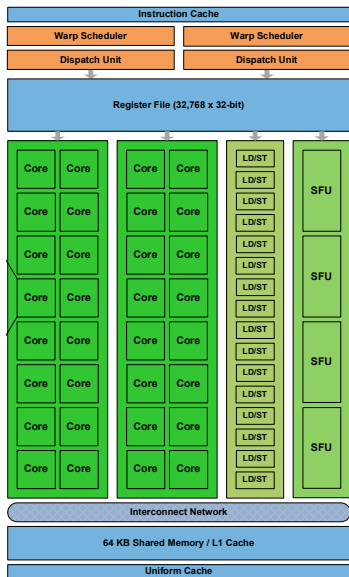 Instruction Cache
Warp Scheduler Warp Scheduler
Dispatch Unit Dispatch Unit
Register File (32,768 x 32-bit)
LD/ST
Core Core Core Core LD/ST SFU
LD/ST
Core Core Core Core LD/ST
LD/ST
LD/ST
Core Core Core Core LD/ST SFU
LD/ST
Core Core Core Core LD/ST
LD/ST
Core Core Core Core LD/ST SFU
LD/ST
Core Core Core Core LD/ST
LD/ST
Core Core Core Core LD/ST SFU
Core Core Core Core LD/ST
Interconnect Network
64 KB Shared Memory / L1 Cache
Uniform Cache